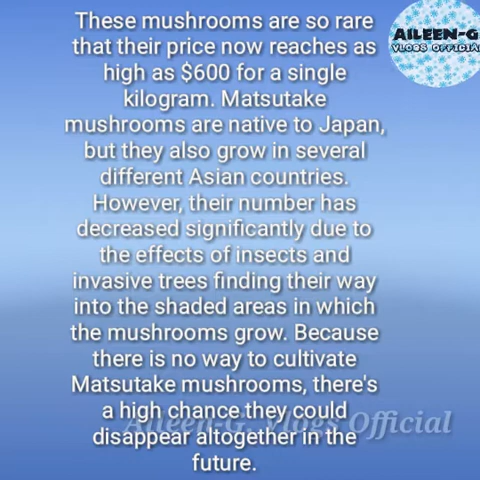 AILEEN-G
VLOGS OFFICIAL
These mushrooms are so rare
that their price now reaches as
high as $600 for a single
kilogram. Matsutake
mushrooms are native to Japan,
but they also grow in several
different Asian countries.
However, their number has
decreased significantly due to
the effects of insects and
invasive trees finding their way
into the shaded areas in which
the mushrooms grow. Because
there is no way to cultivate
Matsutake mushrooms, there's
a high chance they could
Aileen-G. Vlogs Official
disappear altogether in the
future.